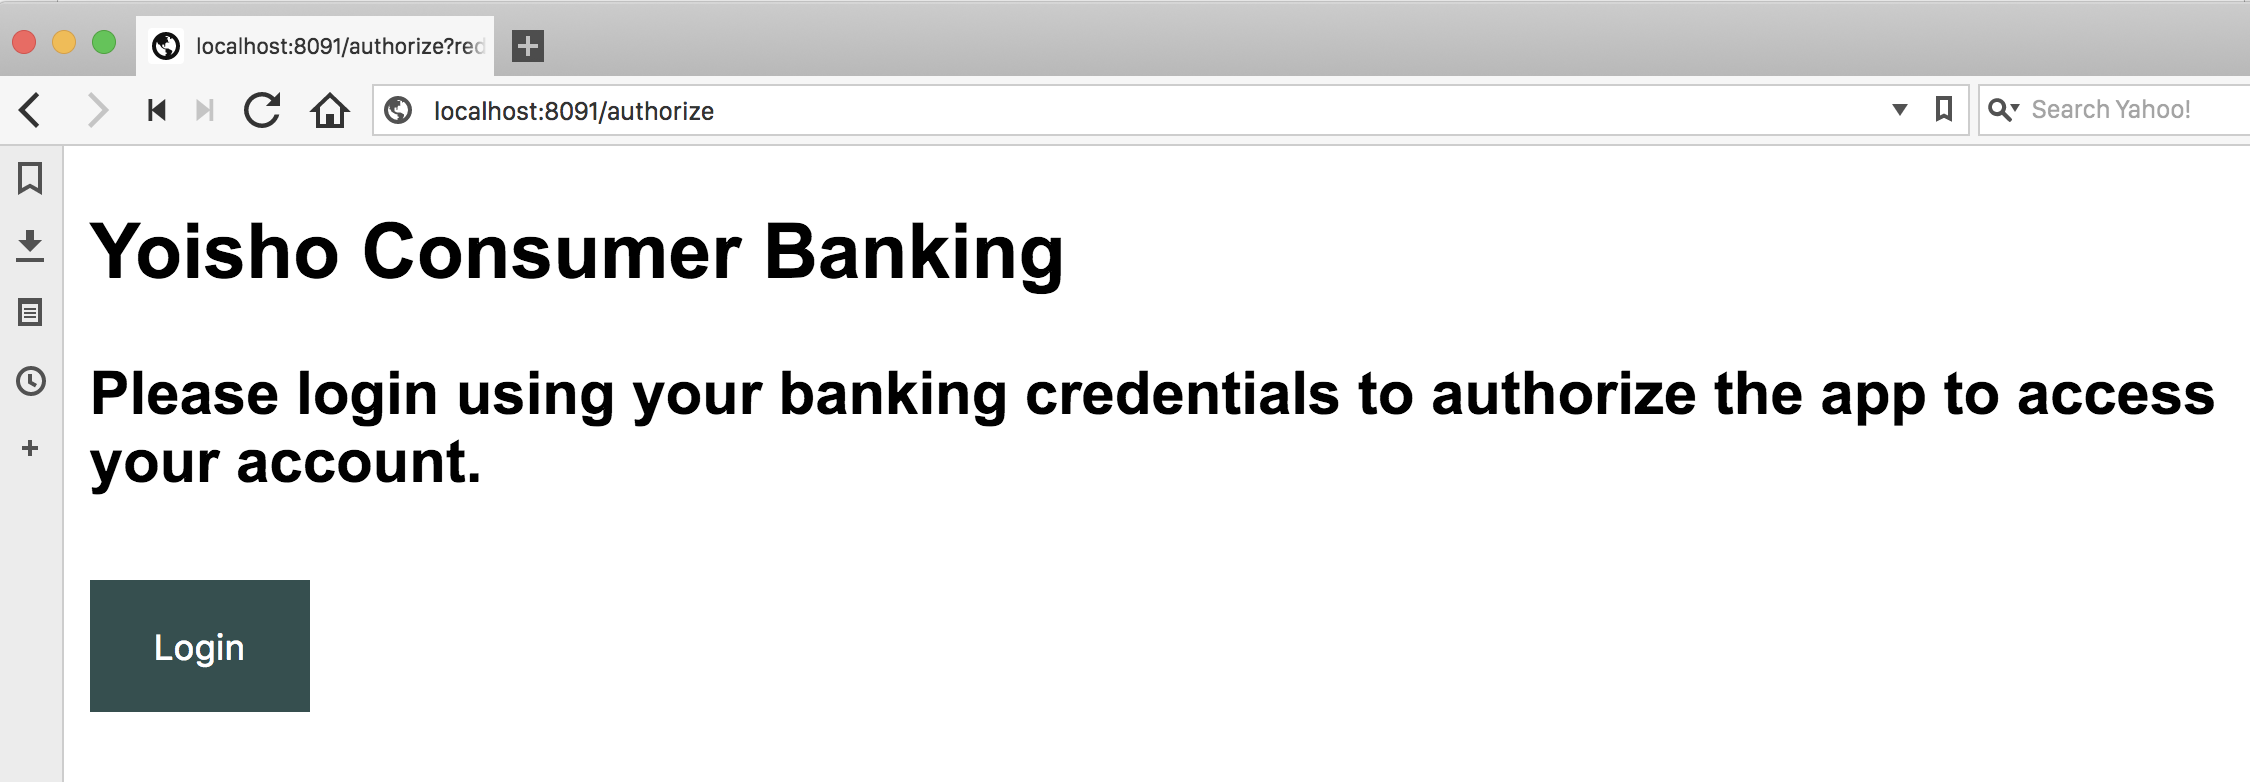 localhost:8091/authorize?red
localhost:8091/authorize
Search Yahoo!
Yoisho Consumer Banking
Please login using your banking credentials to authorize the app to access
your account.
Login